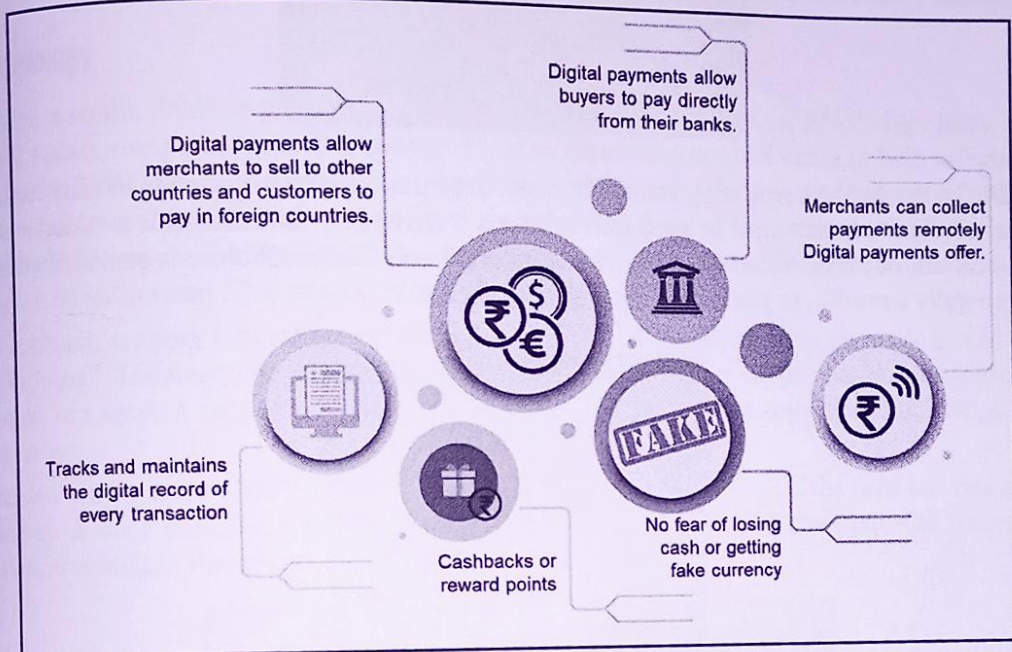 Digital payments allow
merchants to sell to other
countries and customers to
pay in foreign countries.
Digital payments allow
buyers to pay directly
from their banks.
Merchants can collect
payments remotely
Digital payments offer.
₹
$
€
₹
FAKE
₹
Tracks and maintains
the digital record of
every transaction
Cashbacks or
reward points
No fear of losing
cash or getting
fake currency